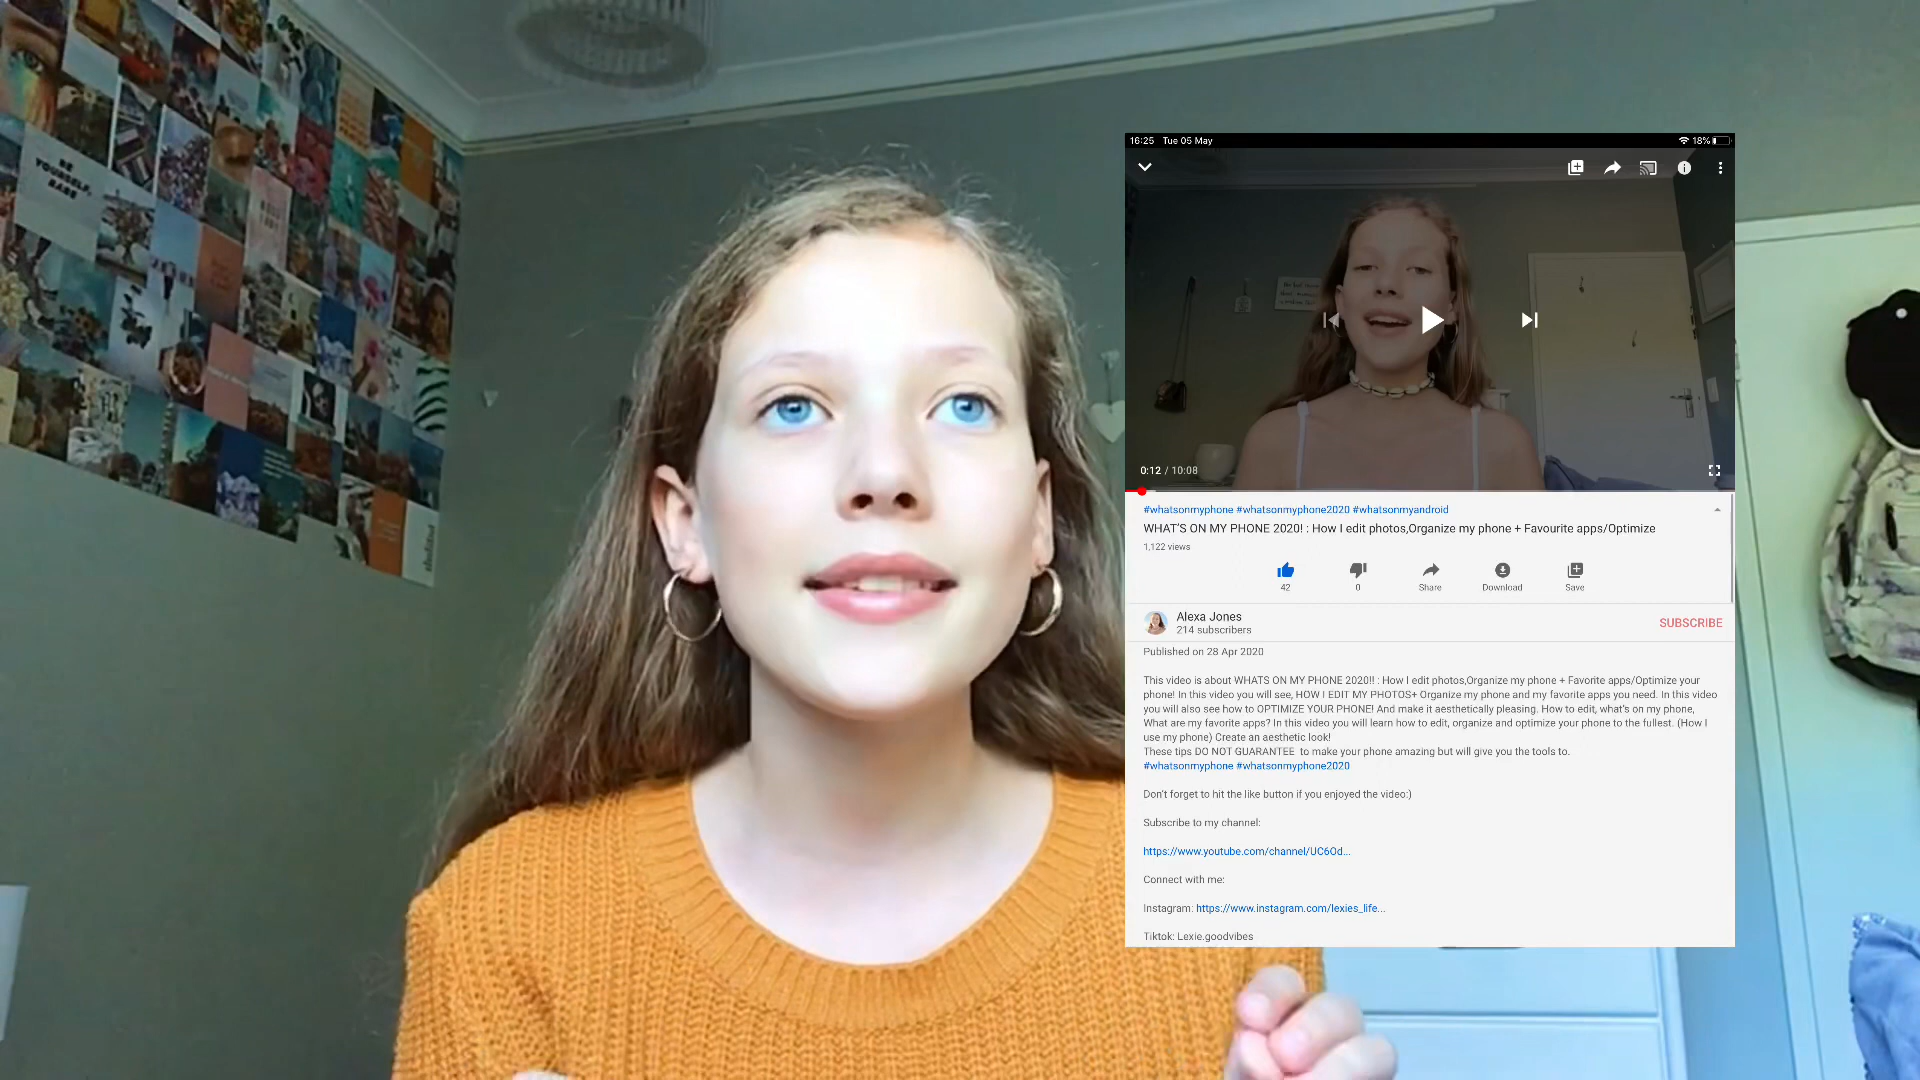 BE
YOURSELF,
BABE
16:25 Tue 05 May
18%
0:12 / 10:08
#whatsonmyphone #whatsonmyphone2020 #whatsonmyandroid
WHAT'S ON MY PHONE 2020! : How I edit photos,Organize my phone + Favourite apps/Optimize
1,122 views
42
0
Share
Download
Save
Alexa Jones
214 subscribers
SUBSCRIBE
Published on 28 Apr 2020
This video is about WHATS ON MY PHONE 2020!! : How I edit photos,Organize my phone + Favorite apps/Optimize your
phone! In this video you will see, HOW I EDIT MY PHOTOS+ Organize my phone and my favorite apps you need. In this video
you will also see how to OPTIMIZE YOUR PHONE! And make it aesthetically pleasing. How to edit, what's on my phone,
What are my favorite apps? In this video you will learn how to edit, organize and optimize your phone to the fullest. (How I
use my phone) Create an aesthetic look!
These tips DO NOT GUARANTEE to make your phone amazing but will give you the tools to.
#whatsonmyphone #whatsonmyphone2020
Don't forget to hit the like button if you enjoyed the video:)
Subscribe to my channel:
https://www.youtube.com/channel/UC6Od...
Connect with me:
Instagram: https://www.instagram.com/lexies_life...
Tiktok: Lexie.goodvibes